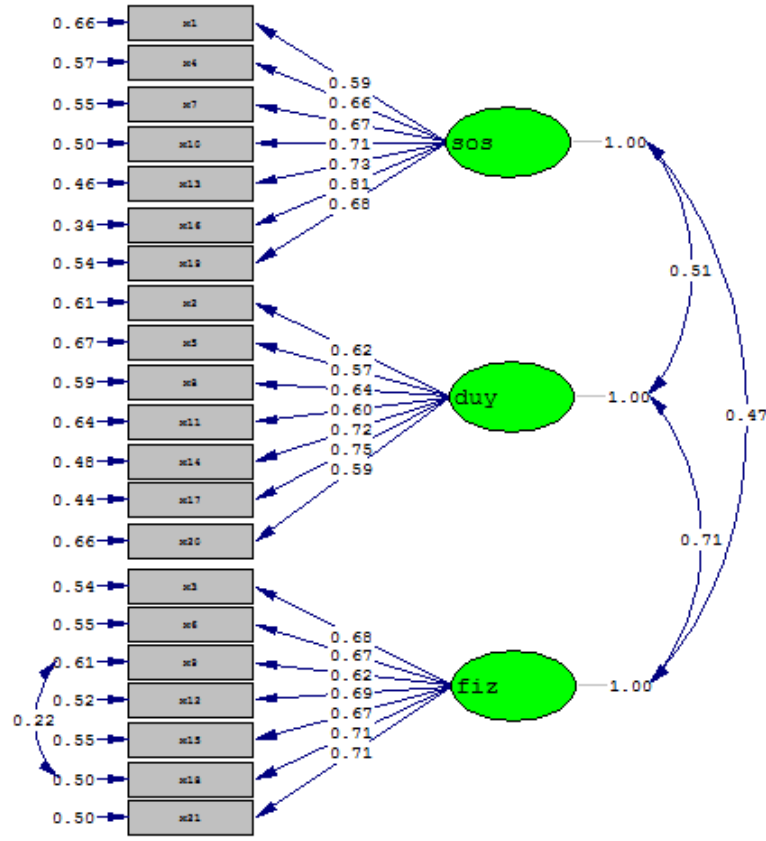 0.66 x1
0.57 x4
0.55 x7
0.50 x10
0.46 x13
0.34 x16
0.54 x19
0.61 x2
0.67 x5
0.59 x8
0.64 x11
0.48 x14
0.44 x17
0.66 x20
0.54 x3
0.55 x6
0.61 x9
0.52 x12
0.55 x15
0.50 x18
0.50 x21
0.22
0.59
0.66
0.67
0.71
0.73
0.81
0.68
sos 1.00
0.62
0.57
0.64
0.60
0.72
0.75
0.59
duy 1.00
0.68
0.67
0.62
0.69
0.67
0.71
0.71
fiz 1.00
0.51
0.47
0.71